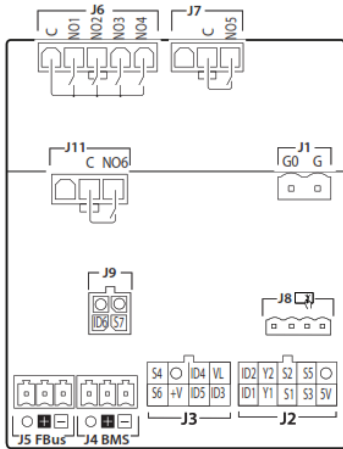 J6
C NO1 NO2 NO3 NO4
J7
C NO5
J11
C NO6
J1
G0 G
J9
ID6 S7
J8
S4 ID4 VL
S6 +V ID5 ID3
J3
ID2 Y2 S2 S5
ID1 Y1 S1 S3 5V
J2
+ −
J5 FBus
+ −
J4 BMS